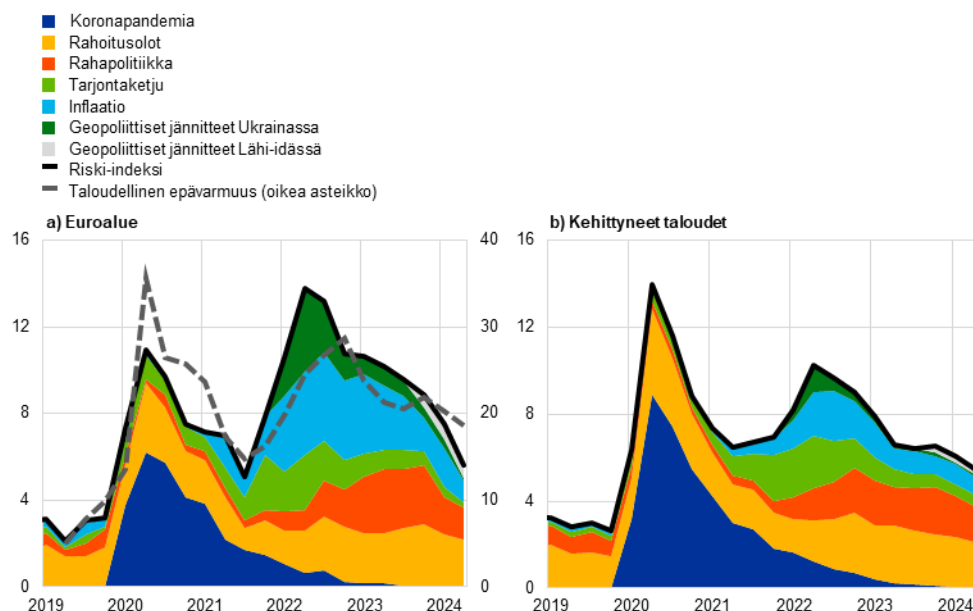 Koronapandemia
Rahoitusolot
Rahapolitiikka
Tarjontaketju
Inflaatio
Geopoliittiset jännitteet Ukrainassa
Geopoliittiset jännitteet Lähi-idässä
Riski-indeksi
Taloudellinen epävarmuus (oikea asteikko)
a) Euroalue
16
12
8
4
0
40
30
20
10
0
2019 2020 2021 2022 2023 2024
b) Kehittyneet taloudet
16
12
8
4
0
2019 2020 2021 2022 2023 2024